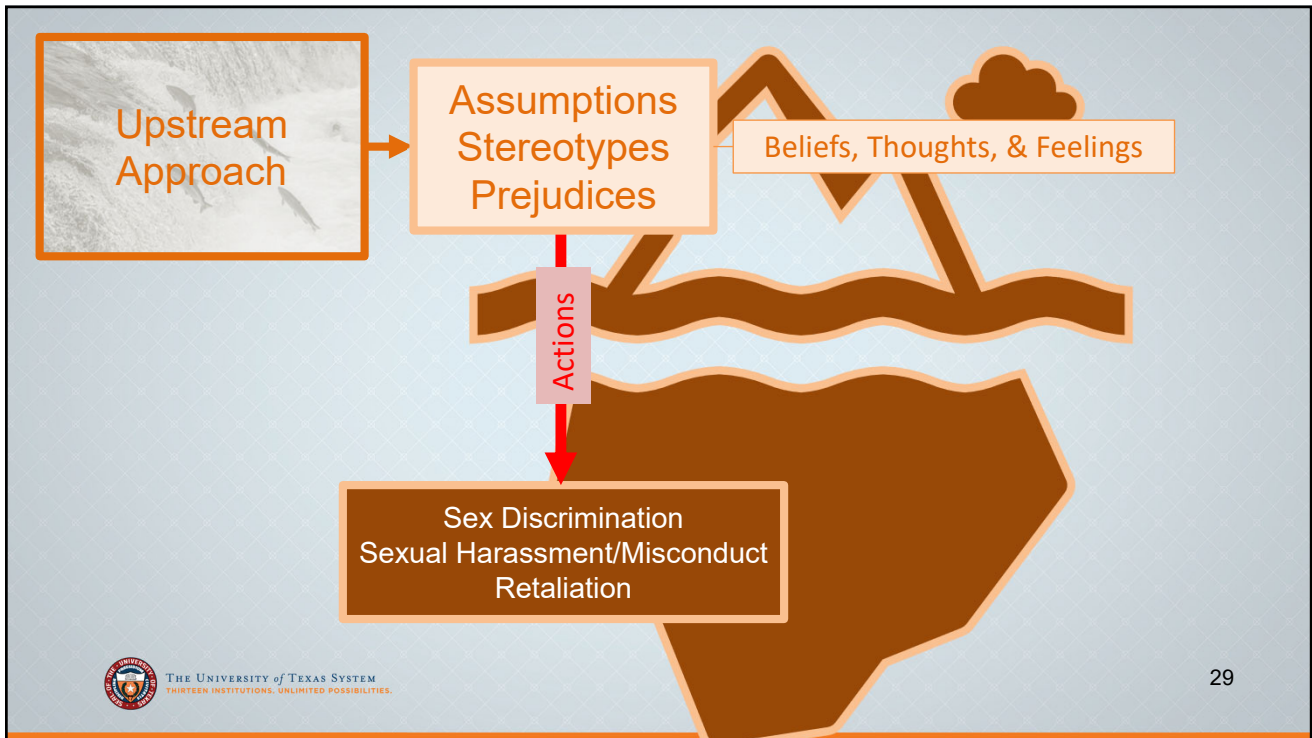 Upstream
Approach
Assumptions
Stereotypes
Prejudices
Beliefs, Thoughts, & Feelings
Actions
Sex Discrimination
Sexual Harassment/Misconduct
Retaliation
THE UNIVERSITY of TEXAS SYSTEM
THIRTEEN INSTITUTIONS. UNLIMITED POSSIBILITIES.
29